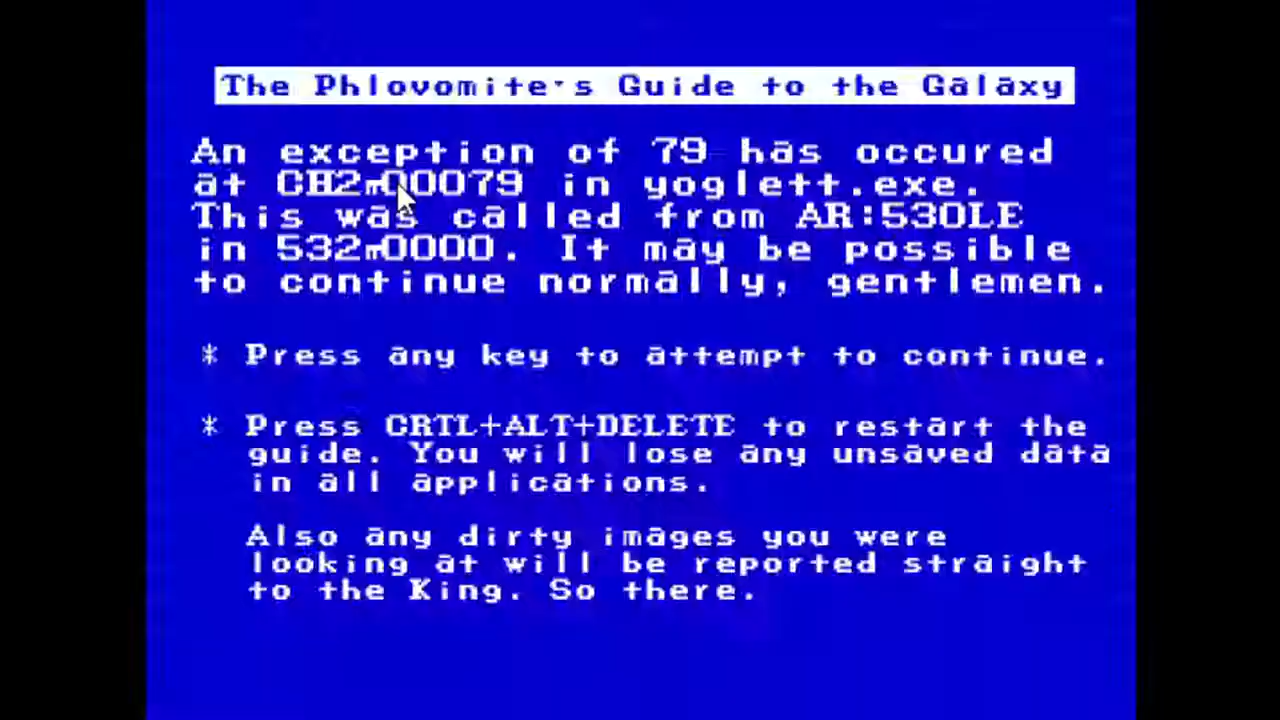 The Phlovomite's Guide to the Galaxy
An exception of 79 has occured
at CH2π00079 in yoglett.exe.
This was called from AR:530LE
in 532π0000. It may be possible
to continue normally, gentlemen.
* Press any key to attempt to continue.
* Press CRTL+ALT+DELETE to restart the
guide. You will lose any unsaved data
in all applications.
Also any dirty images you were
looking at will be reported straight
to the King. So there.